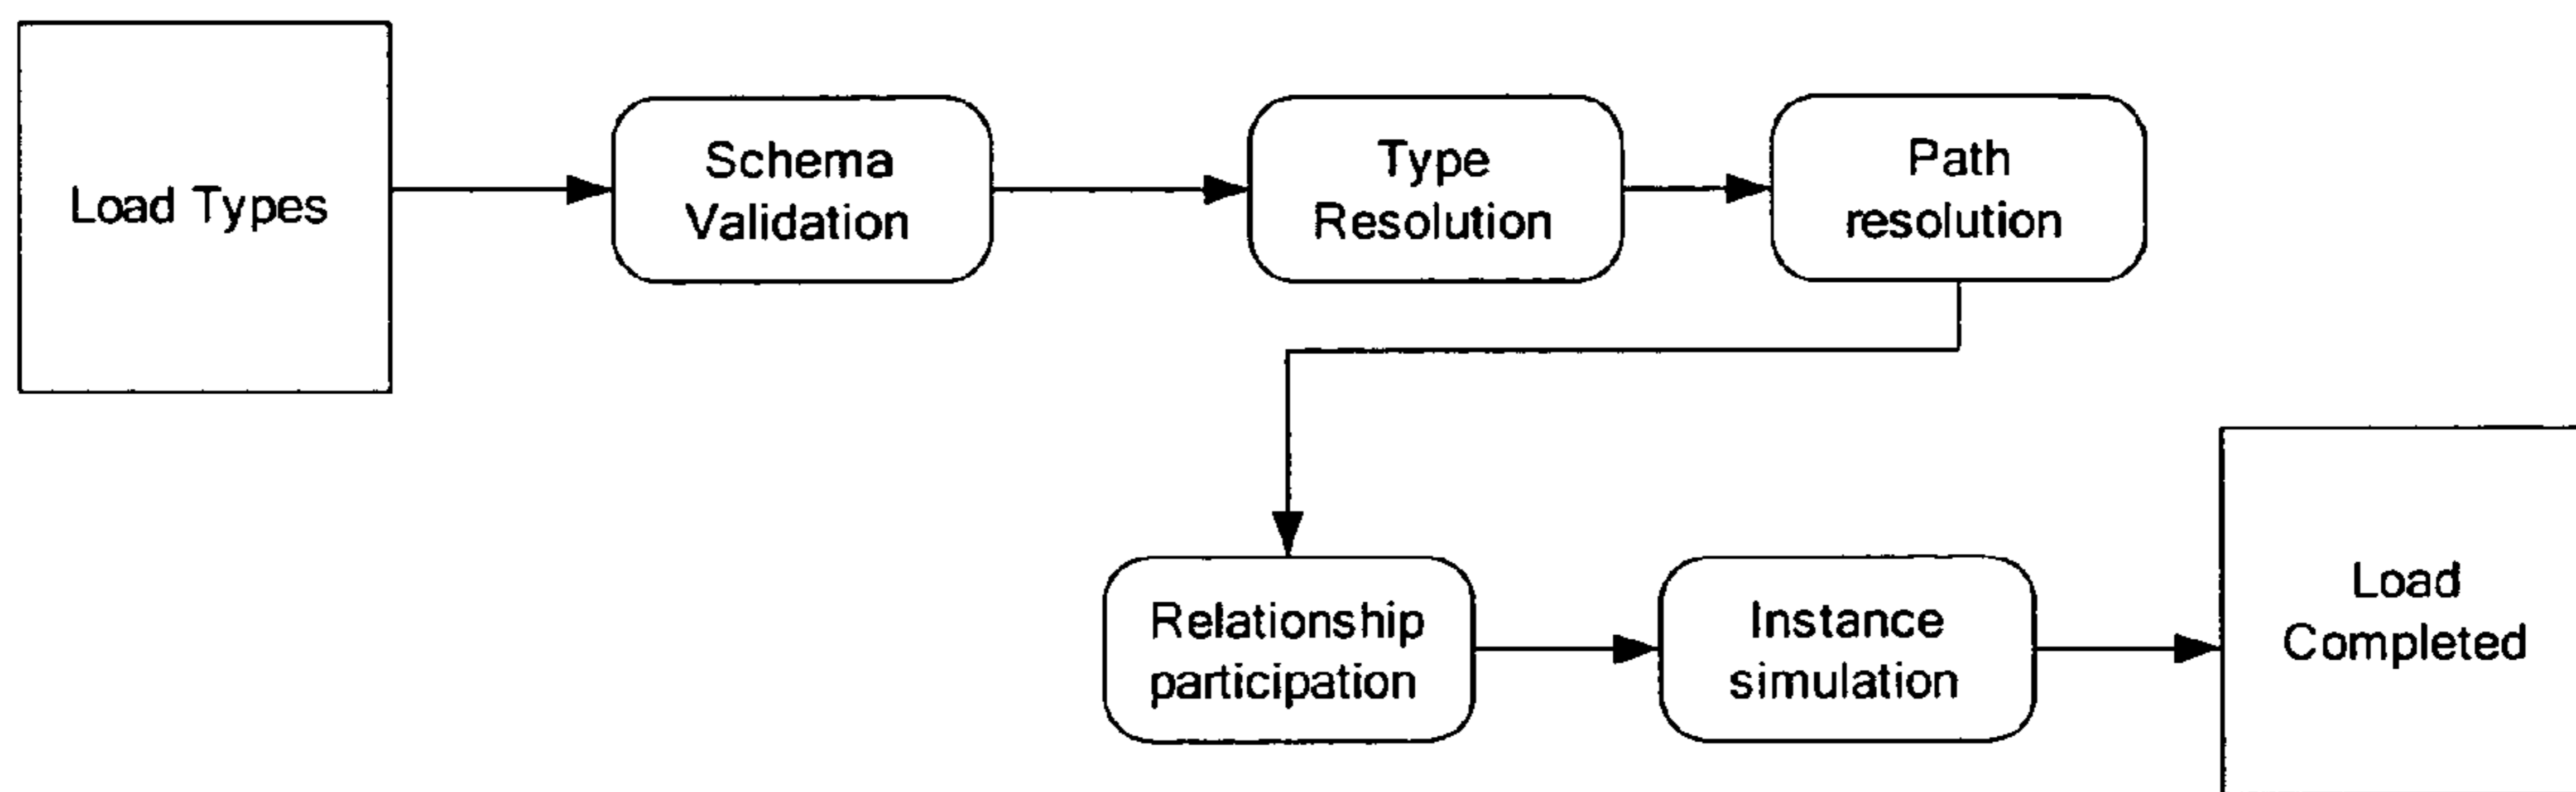 Load Types
Schema
Validation
Type
Resolution
Path
resolution
Relationship
participation
Instance
simulation
Load
Completed